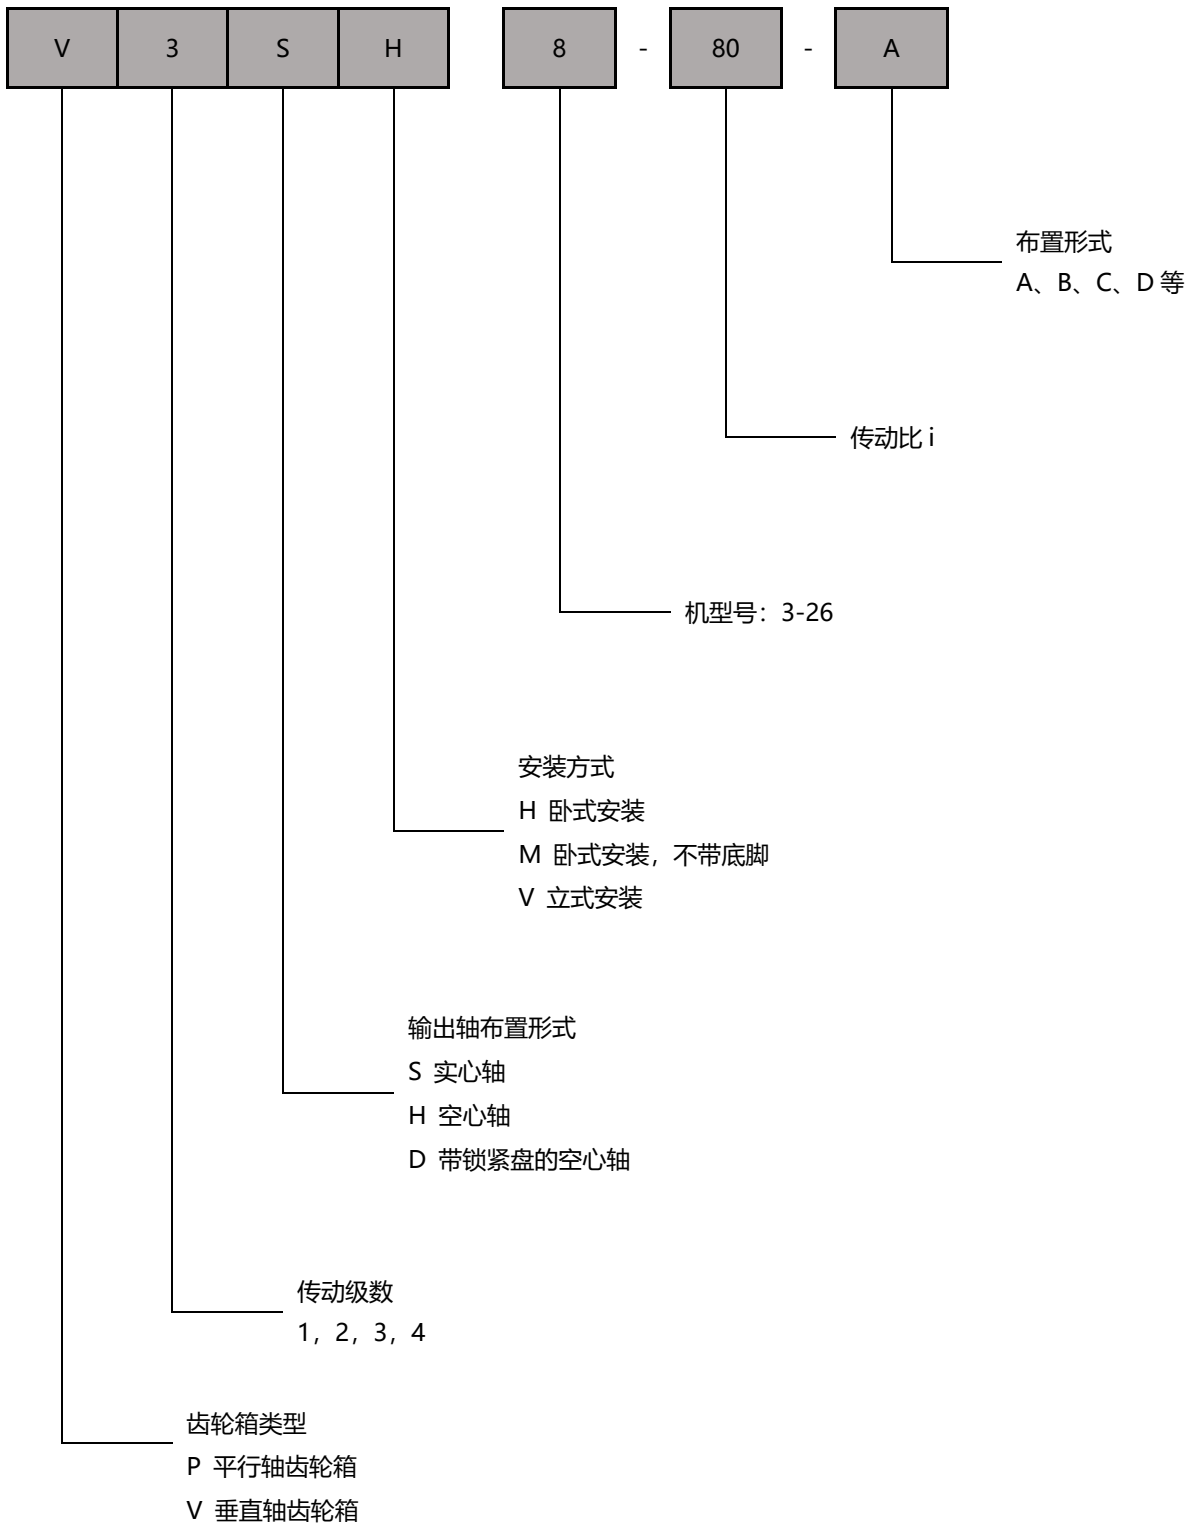 V 3 S H 8 - 80 - A
布置形式
A、B、C、D 等
传动比 i
机型号：3-26
安装方式
H 卧式安装
M 卧式安装，不带底脚
V 立式安装
输出轴布置形式
S 实心轴
H 空心轴
D 带锁紧盘的空心轴
传动级数
1，2，3，4
齿轮箱类型
P 平行轴齿轮箱
V 垂直轴齿轮箱